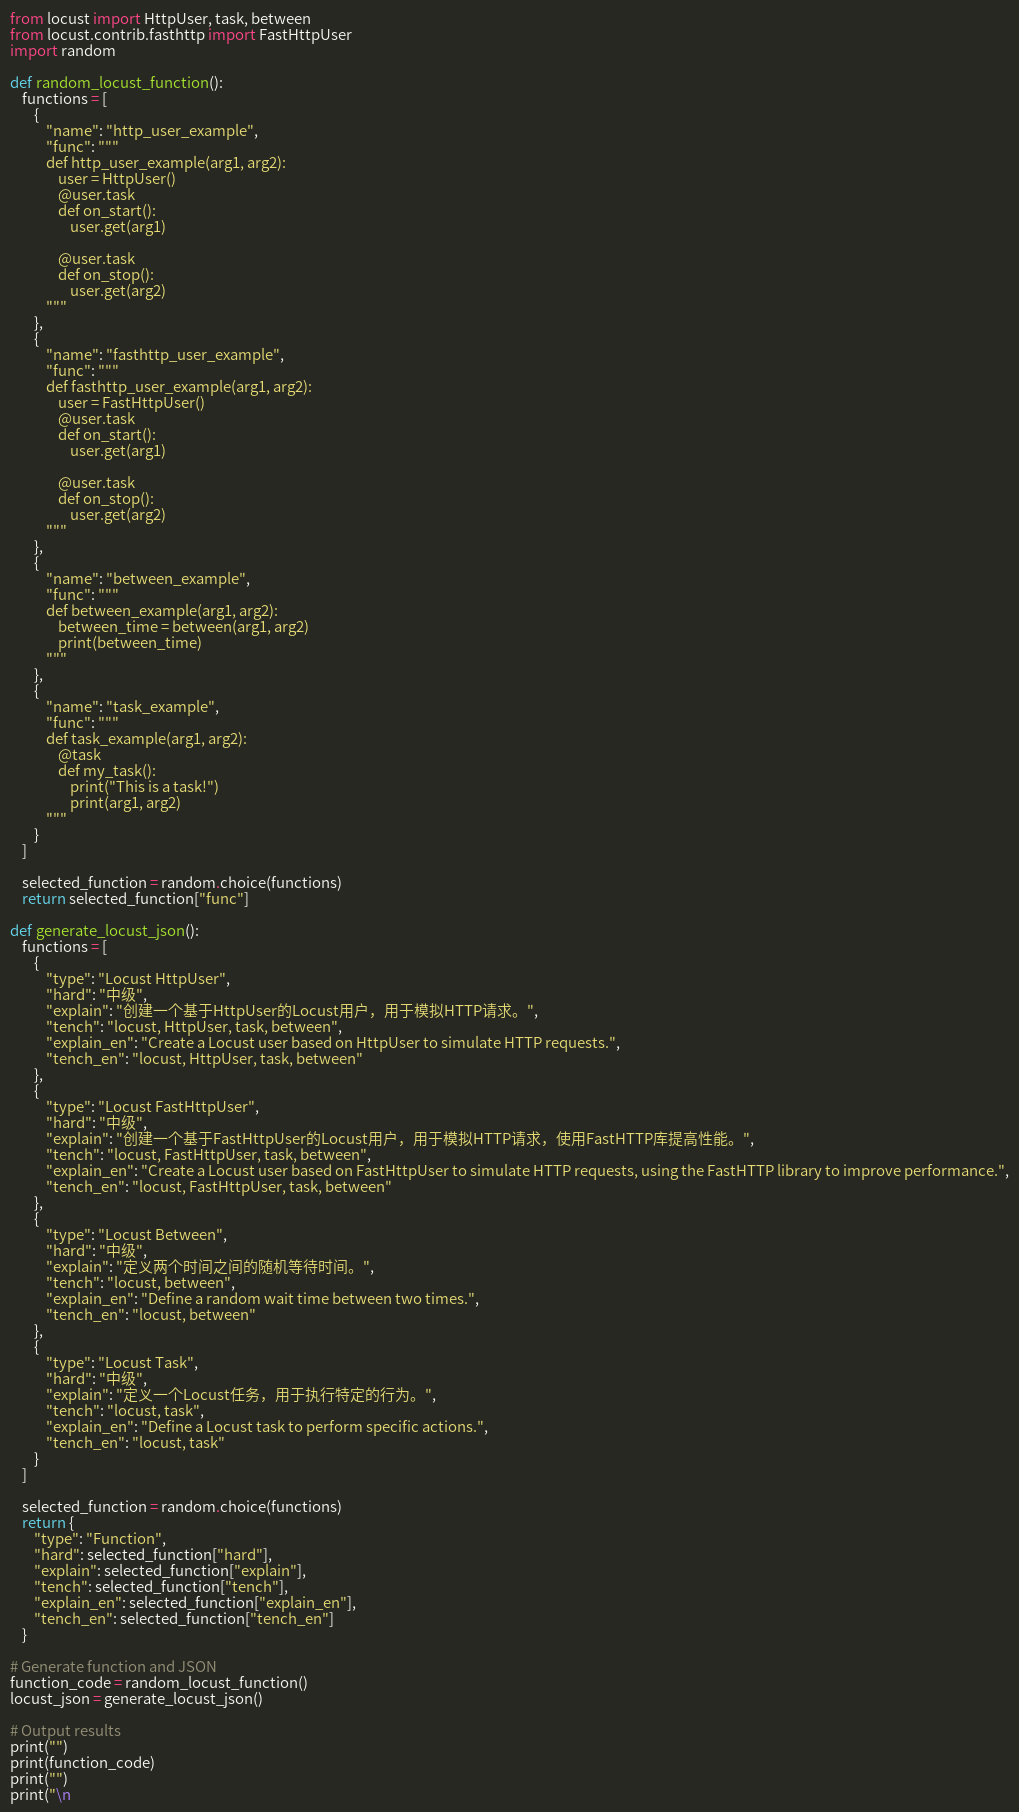 from locust import HttpUser, task, between
from locust.contrib.fasthttp import FastHttpUser
import random

def random_locust_function():
    functions = [
        {
            "name": "http_user_example",
            "func": """
            def http_user_example(arg1, arg2):
                user = HttpUser()
                @user.task
                def on_start():
                    user.get(arg1)

                @user.task
                def on_stop():
                    user.get(arg2)
            """
        },
        {
            "name": "fasthttp_user_example",
            "func": """
            def fasthttp_user_example(arg1, arg2):
                user = FastHttpUser()
                @user.task
                def on_start():
                    user.get(arg1)

                @user.task
                def on_stop():
                    user.get(arg2)
            """
        },
        {
            "name": "between_example",
            "func": """
            def between_example(arg1, arg2):
                between_time = between(arg1, arg2)
                print(between_time)
            """
        },
        {
            "name": "task_example",
            "func": """
            def task_example(arg1, arg2):
                @task
                def my_task():
                    print("This is a task!")
                    print(arg1, arg2)
            """
        }
    ]

    selected_function = random.choice(functions)
    return selected_function["func"]

def generate_locust_json():
    functions = [
        {
            "type": "Locust HttpUser",
            "hard": "中级",
            "explain": "创建一个基于HttpUser的Locust用户，用于模拟HTTP请求。",
            "tench": "locust, HttpUser, task, between",
            "explain_en": "Create a Locust user based on HttpUser to simulate HTTP requests.",
            "tench_en": "locust, HttpUser, task, between"
        },
        {
            "type": "Locust FastHttpUser",
            "hard": "中级",
            "explain": "创建一个基于FastHttpUser的Locust用户，用于模拟HTTP请求，使用FastHTTP库提高性能。",
            "tench": "locust, FastHttpUser, task, between",
            "explain_en": "Create a Locust user based on FastHttpUser to simulate HTTP requests, using the FastHTTP library to improve performance.",
            "tench_en": "locust, FastHttpUser, task, between"
        },
        {
            "type": "Locust Between",
            "hard": "中级",
            "explain": "定义两个时间之间的随机等待时间。",
            "tench": "locust, between",
            "explain_en": "Define a random wait time between two times.",
            "tench_en": "locust, between"
        },
        {
            "type": "Locust Task",
            "hard": "中级",
            "explain": "定义一个Locust任务，用于执行特定的行为。",
            "tench": "locust, task",
            "explain_en": "Define a Locust task to perform specific actions.",
            "tench_en": "locust, task"
        }
    ]

    selected_function = random.choice(functions)
    return {
        "type": "Function",
        "hard": selected_function["hard"],
        "explain": selected_function["explain"],
        "tench": selected_function["tench"],
        "explain_en": selected_function["explain_en"],
        "tench_en": selected_function["tench_en"]
    }

# Generate function and JSON
function_code = random_locust_function()
locust_json = generate_locust_json()

# Output results
print("")
print(function_code)
print("")
print("\n